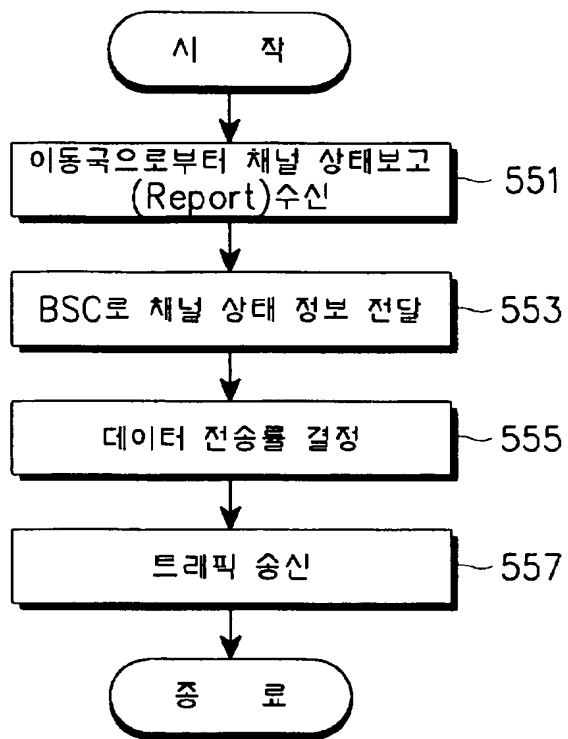 시 작
이동국으로부터 채널 상태보고
(Report)수신
551
BSC로 채널 상태 정보 전달
553
데이터 전송률 결정
555
트래픽 송신
557
종 료